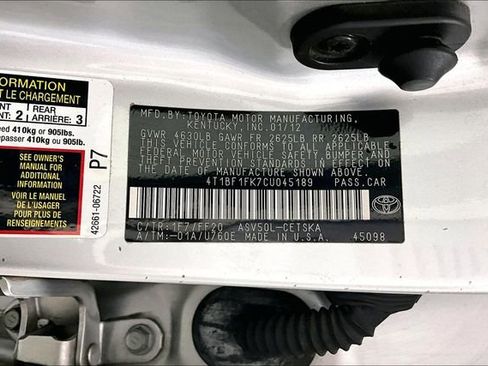 ORMATION
T LE CHARGEMENT
NT: 2 REAR ARRIÈRE: 3
eed 410kg or 905lbs.
passer 410kg ou 905lbs.
SEE OWNER'S
MANUAL FOR
ADDITIONAL
INFORMATION
VOIR LE MANUEL
DE L'USAGER
POUR PLUS DE
RENSEIGNEMENTS
P7
42661-06722
MFD.BY:TOYOTA MOTOR MANUFACTURING,
KENTUCKY,INC.01/12
GVWR 4630LB GAWR FR 2625LB RR 2625LB
THIS VEHICLE CONFORMS TO ALL APPLICABLE
FEDERAL MOTOR VEHICLE SAFETY, BUMPER, AND
THEFT PREVENTION STANDARDS IN EFFECT ON
THE DATE OF MANUFACTURE SHOWN ABOVE.
4T1BF1FK7CU045189 PASS.CAR
C/TR:1F7/FF20 ASV50L-CETSKA
A/TM:-01A/U760E MADE IN U.S.A. 45098
TOYOTA